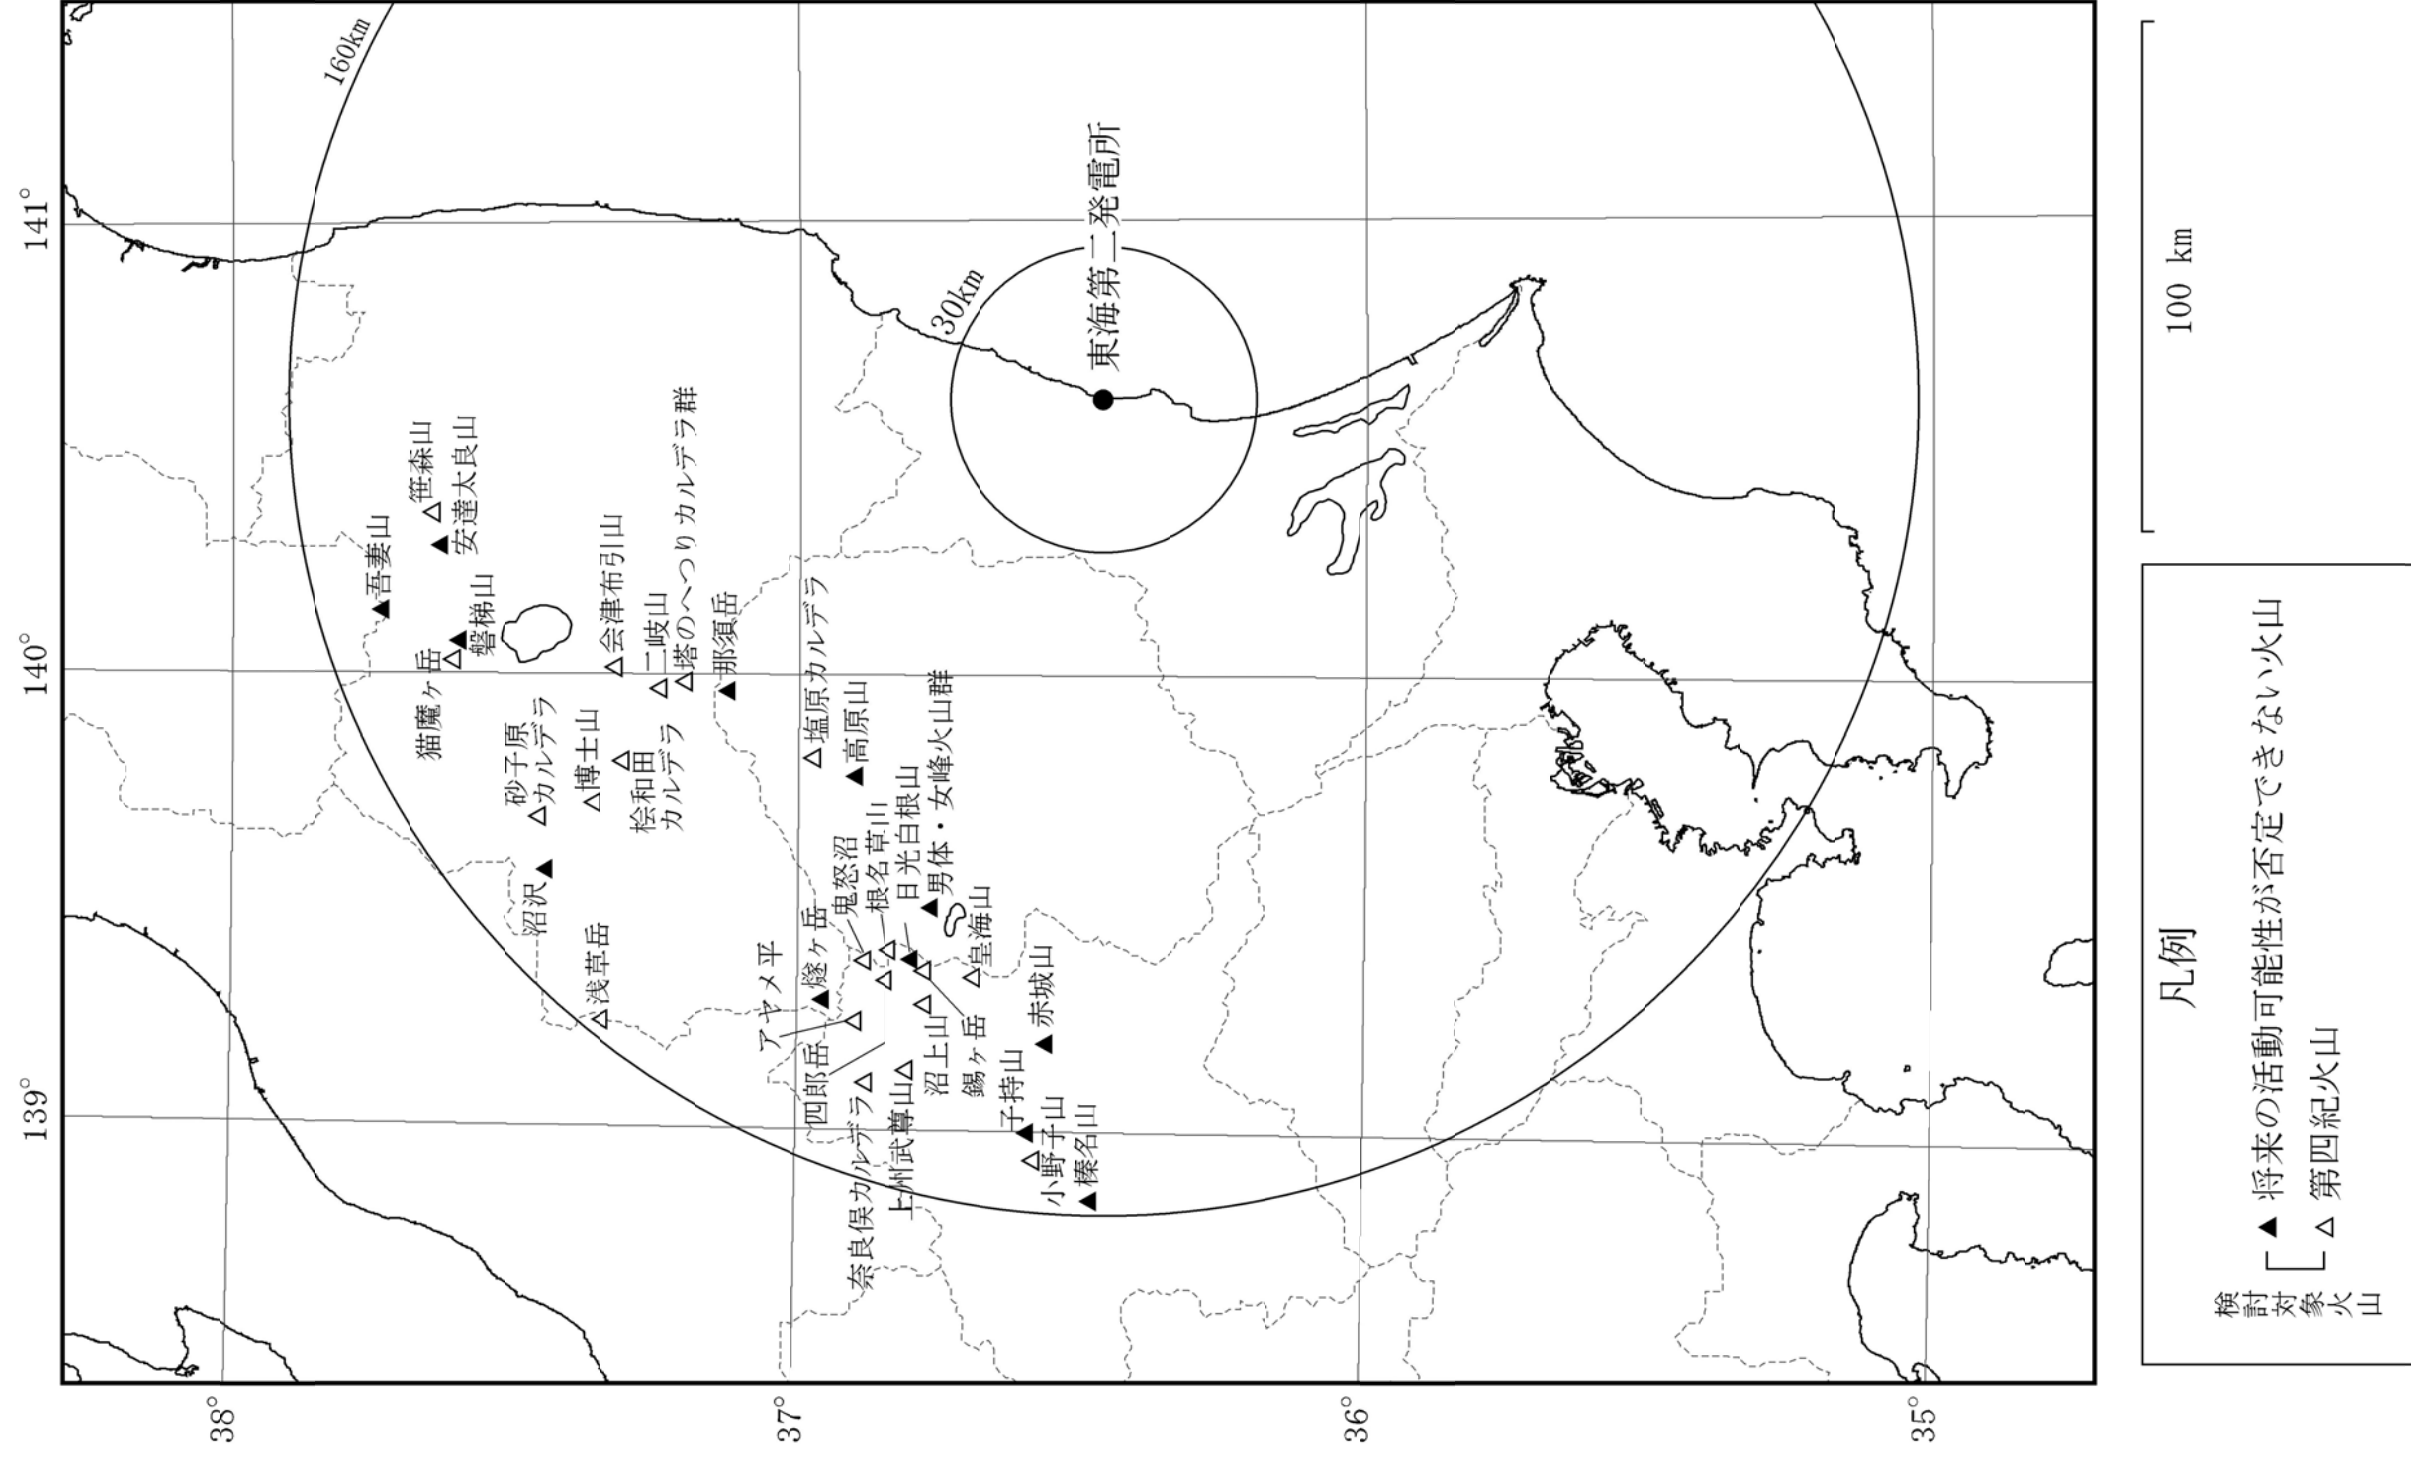 160km
30km
東海第二発電所
141°
140°
139°
38°
37°
36°
35°
吾妻山
笹森山
安達太良山
磐梯山
猫魔ヶ岳
会津布引山
二岐山
塔のへつりカルデラ群
那須岳
砂子原
カルデラ
博士山
桧和田
カルデラ
沼沢
浅草岳
塩原カルデラ
高原山
男体・女峰火山群
日光白根山
根名草山
鬼怒沼
燧ヶ岳
アヤメ平
四郎岳
皇海山
錫ヶ岳
沼上山
上州武尊山
奈良俣カルデラ
赤城山
子持山
小野子山
榛名山
100 km
凡例
検討対象火山
▲ 将来の活動可能性が否定できない火山
△ 第四紀火山